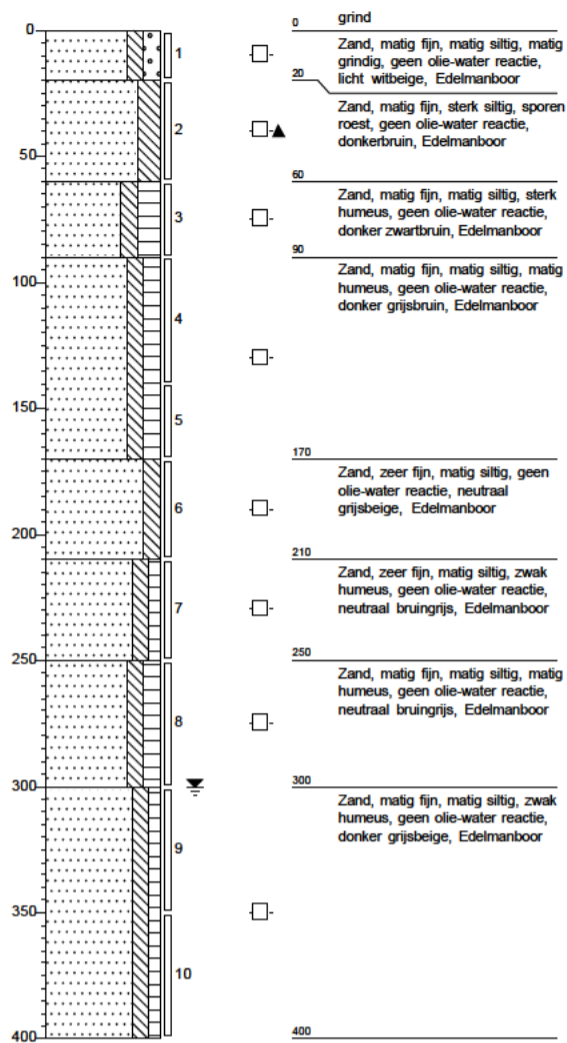 0
50
100
150
200
250
300
350
400
1
2
3
4
5
6
7
8
9
10
0
grind
Zand, matig fijn, matig siltig, matig
grindig, geen olie-water reactie,
licht witbeige, Edelmanboor
20
Zand, matig fijn, sterk siltig, sporen
roest, geen olie-water reactie,
donkerbruin, Edelmanboor
60
Zand, matig fijn, matig siltig, sterk
humeus, geen olie-water reactie,
donker zwartbruin, Edelmanboor
90
Zand, matig fijn, matig siltig, matig
humeus, geen olie-water reactie,
donker grijsbruin, Edelmanboor
170
Zand, zeer fijn, matig siltig, geen
olie-water reactie, neutraal
grijsbeige, Edelmanboor
210
Zand, zeer fijn, matig siltig, zwak
humeus, geen olie-water reactie,
neutraal bruingrijs, Edelmanboor
250
Zand, matig fijn, matig siltig, matig
humeus, geen olie-water reactie,
neutraal bruingrijs, Edelmanboor
300
Zand, matig fijn, matig siltig, zwak
humeus, geen olie-water reactie,
donker grijsbeige, Edelmanboor
400